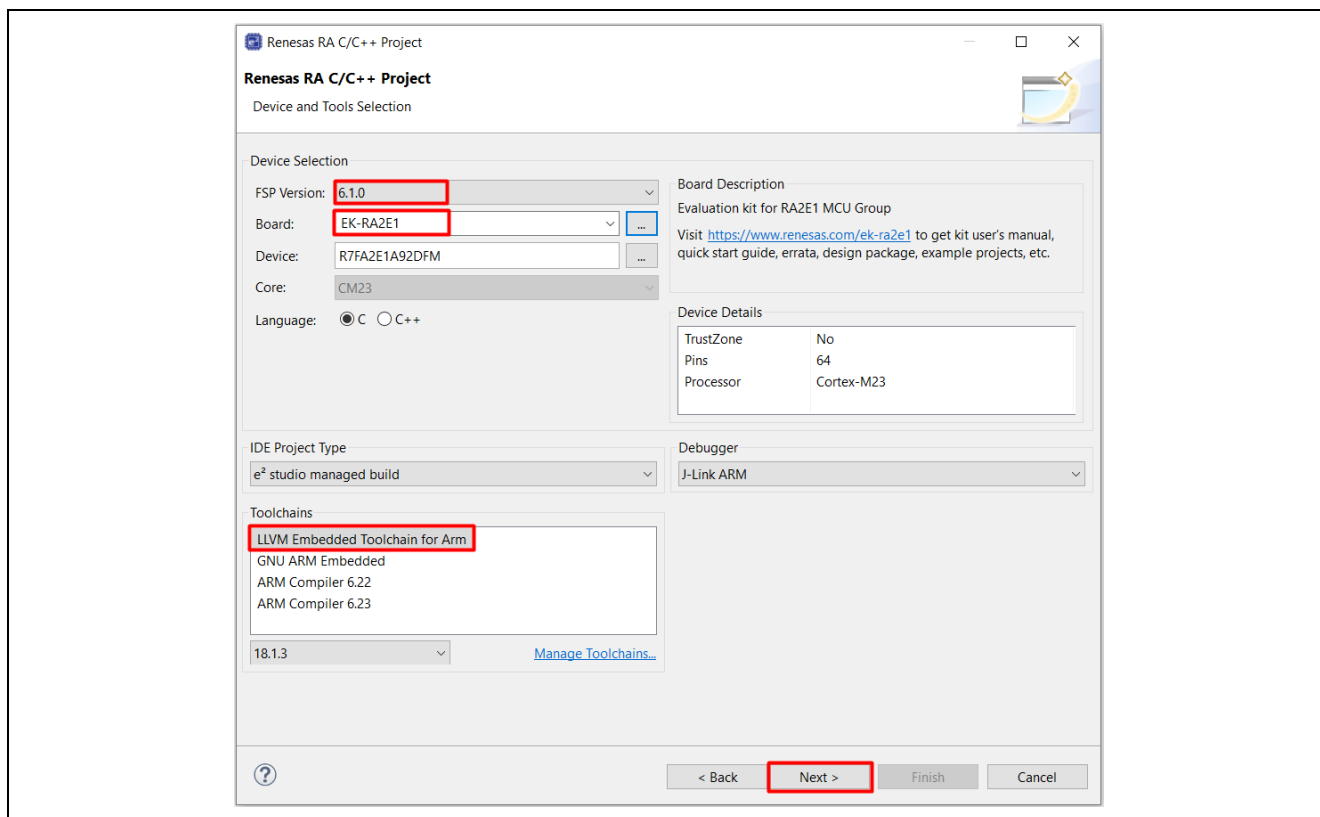 Renesas RA C/C++ Project
Renesas RA C/C++ Project
Device and Tools Selection
Device Selection
FSP Version: 6.1.0
Board: EK-RA2E1 ...
Device: R7FA2E1A92DFM ...
Core: CM23
Language: C C++
Board Description
Evaluation kit for RA2E1 MCU Group
Visit https://www.renesas.com/ek-ra2e1 to get kit user's manual,
quick start guide, errata, design package, example projects, etc.
Device Details
TrustZone No
Pins 64
Processor Cortex-M23
IDE Project Type
e² studio managed build
Debugger
J-Link ARM
Toolchains
LLVM Embedded Toolchain for Arm
GNU ARM Embedded
ARM Compiler 6.22
ARM Compiler 6.23
18.1.3 Manage Toolchains...
? < Back Next > Finish Cancel